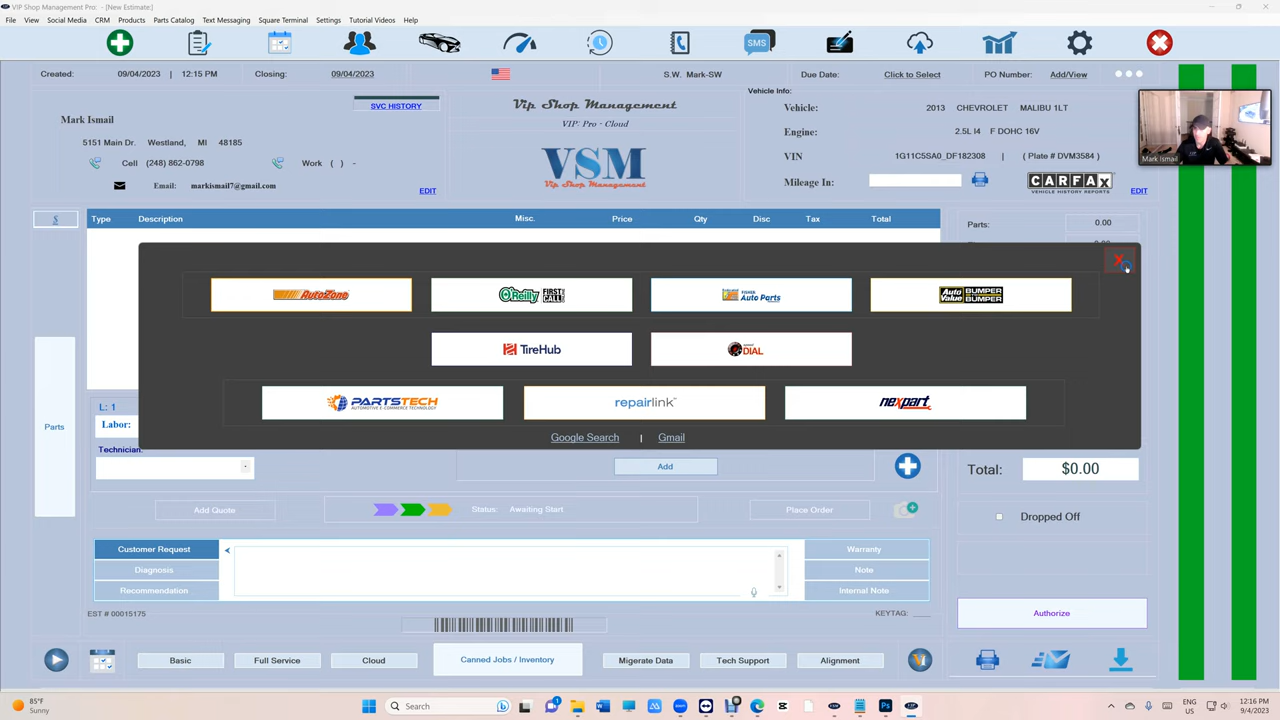 VIP Shop Management Pro: - [New Estimate:]
File View Social Media CRM Products Parts Catalog Text Messaging Square Terminal Settings Tutorial Videos Help
SMS
Created: 09/04/2023 | 12:15 PM Closing: 09/04/2023 S.W. Mark-SW Due Date: Click to Select PO Number: Add/View
SVC HISTORY
Mark Ismail
5151 Main Dr. Westland, MI 48185
Cell (248) 862-0798 Work ( ) -
Email: markismail7@gmail.com
EDIT
Vip Shop Management
VIP: Pro - Cloud
VSM
Vip Shop Management
Vehicle Info:
Vehicle: 2013 CHEVROLET MALIBU 1LT
Engine: 2.5L I4 F DOHC 16V
VIN 1G11C5SA0_DF182308 | ( Plate # DVM3584 )
Mileage In:
CARFAX
VEHICLE HISTORY REPORTS
EDIT
Mark Ismail
$ Type Description Misc. Price Qty Disc Tax Total
Parts: 0.00
X
AutoZone O'Reilly FIRST CALL FISHER Auto Parts Auto Value BUMPER TO BUMPER
TireHub speed DIAL
PARTSTECH repairlink nexpart
AUTOMOTIVE E-COMMERCE TECHNOLOGY
Google Search | Gmail
Parts
L: 1
Labor:
Technician:
Add
Total: $0.00
Add Quote Status: Awaiting Start Place Order
Dropped Off
Customer Request
Diagnosis
Recommendation
Warranty
Note
Internal Note
EST # 00015175 KEYTAG: ____
Authorize
Basic Full Service Cloud Canned Jobs / Inventory Migerate Data Tech Support Alignment
85°F
Sunny
Search
ENG
US
12:16 PM
9/4/2023